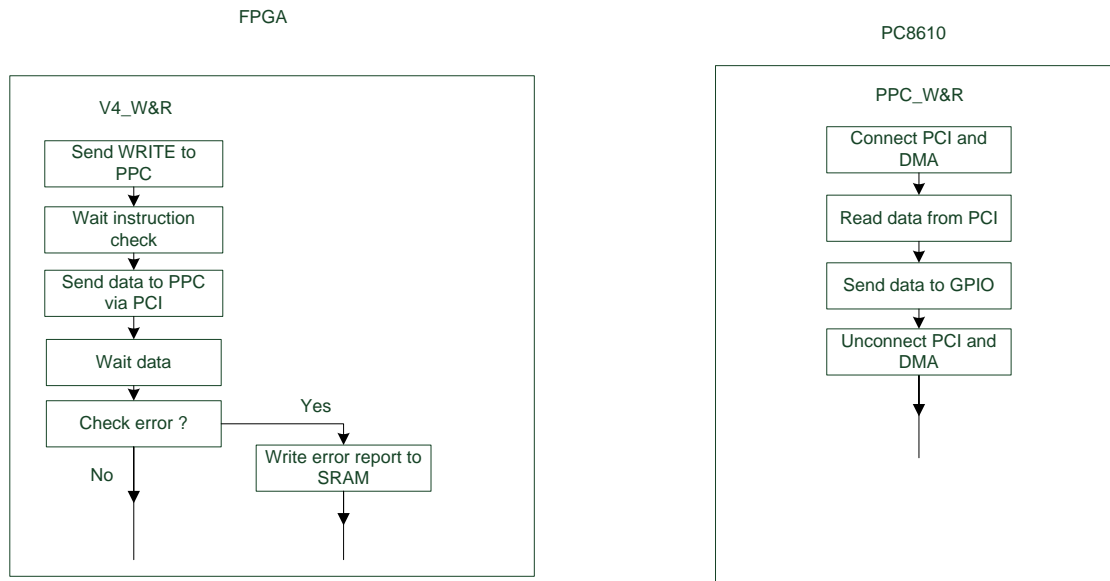 FPGA
V4_W&R
Send WRITE to
PPC
Wait instruction
check
Send data to PPC
via PCI
Wait data
Check error ?
Yes
No
Write error report to
SRAM
PC8610
PPC_W&R
Connect PCI and
DMA
Read data from PCI
Send data to GPIO
Unconnect PCI and
DMA